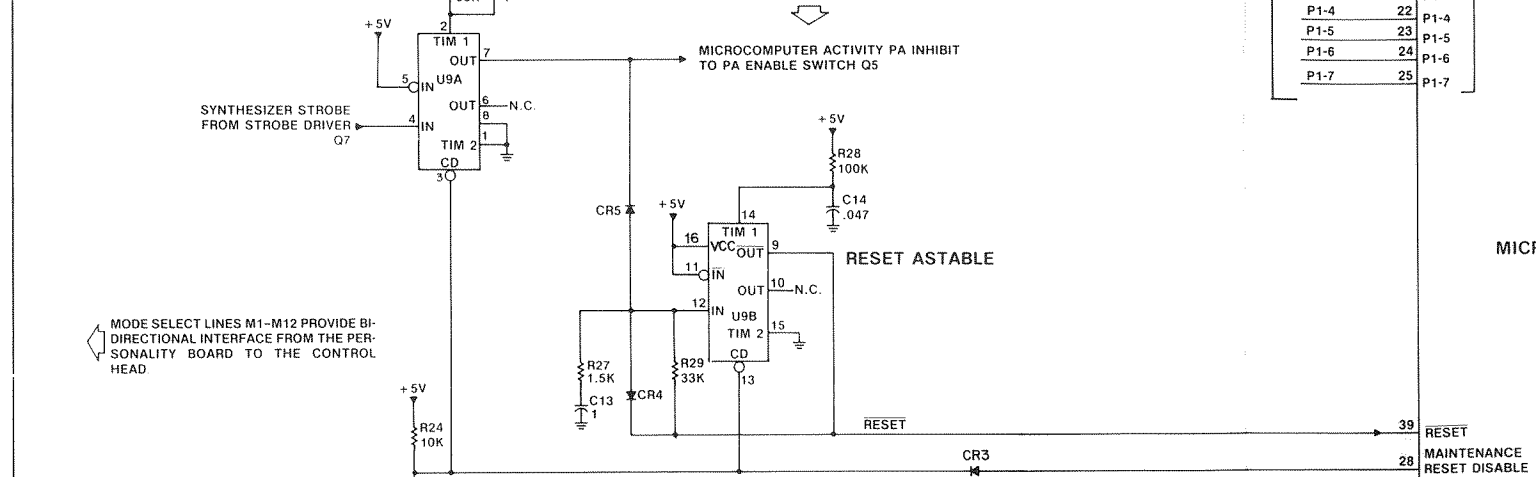 +5V
2
TIM 1
OUT
7
U9A
5
IN
OUT
6
N.C.
8
4
IN
1
TIM 2
CD
3
SYNTHESIZER STROBE
FROM STROBE DRIVER
Q7
MICROCOMPUTER ACTIVITY PA INHIBIT
TO PA ENABLE SWITCH Q5
P1-4
22
P1-4
P1-5
23
P1-5
P1-6
24
P1-6
P1-7
25
P1-7
+5V
R28
100K
C14
.047
CR5
+5V
14
TIM 1
16
VCC
OUT
9
11
IN
OUT
10
N.C.
12
IN
U9B
15
TIM 2
CD
13
RESET ASTABLE
MODE SELECT LINES M1-M12 PROVIDE BI-
DIRECTIONAL INTERFACE FROM THE PER-
SONALITY BOARD TO THE CONTROL
HEAD
R27
1.5K
C13
1
CR4
R29
33K
+5V
R24
10K
RESET
39
RESET
CR3
28
MAINTENANCE
RESET DISABLE